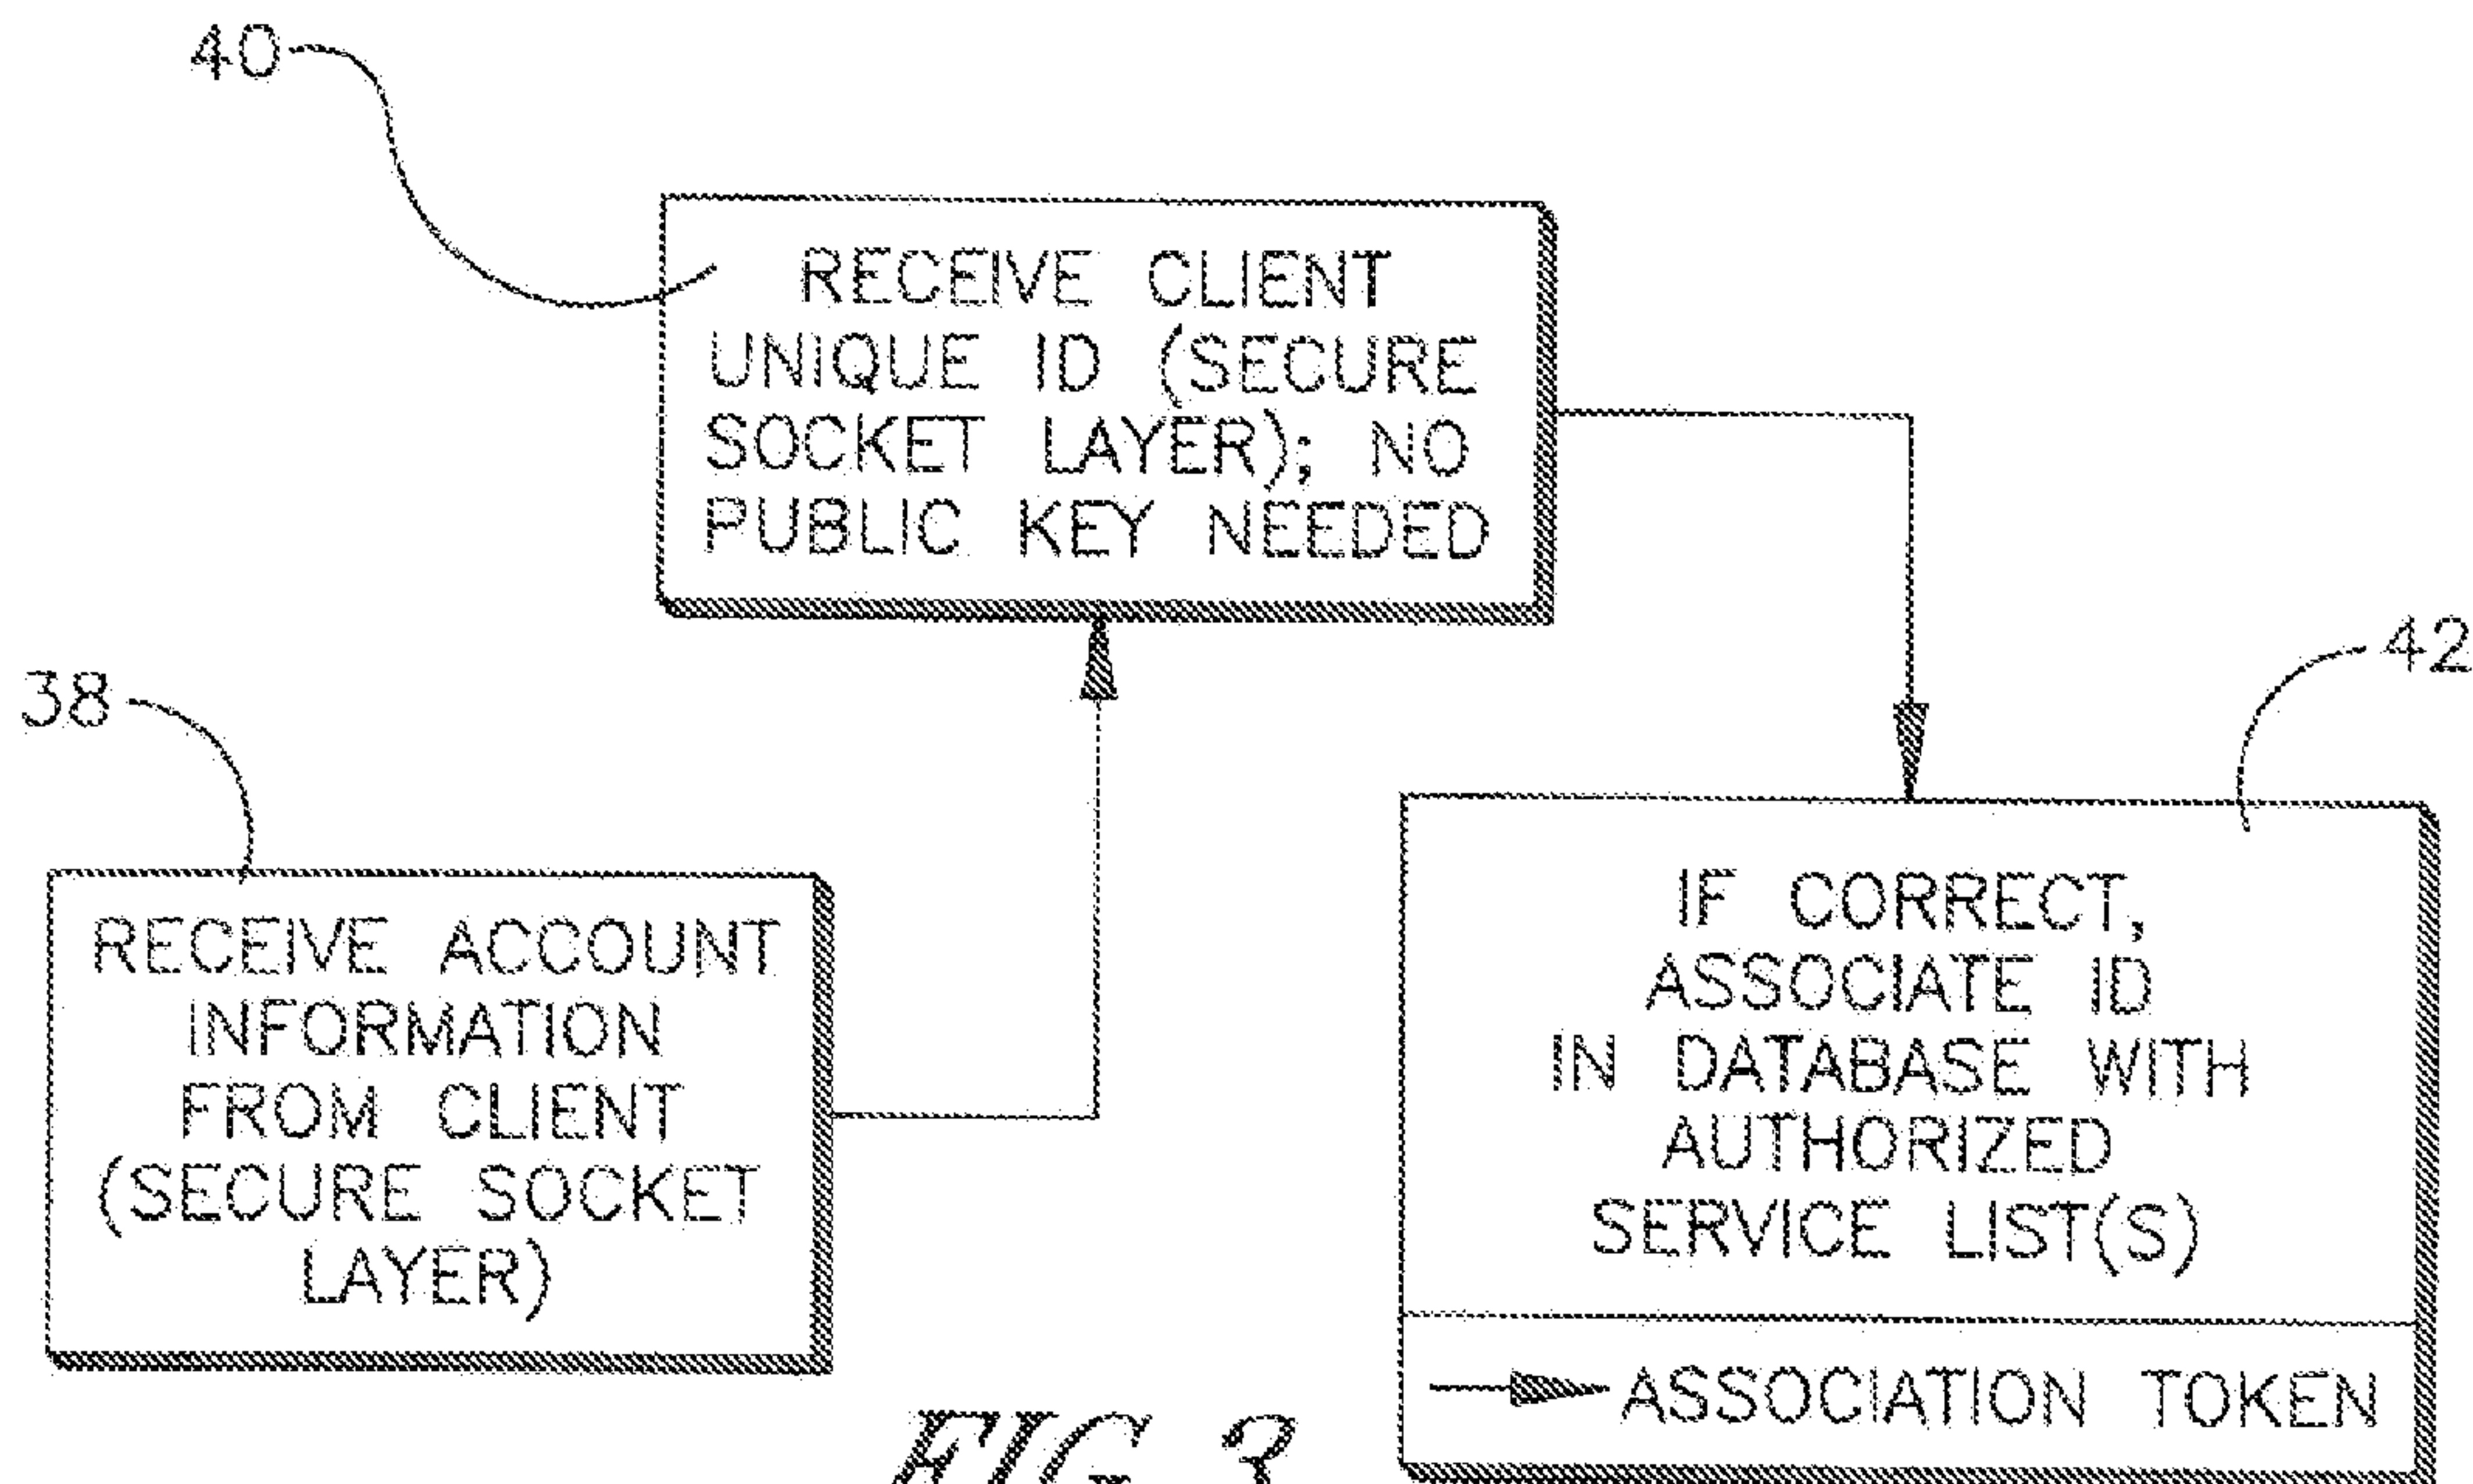 40
RECEIVE CLIENT
UNIQUE ID (SECURE
SOCKET LAYER); NO
PUBLIC KEY NEEDED
38
RECEIVE ACCOUNT
INFORMATION
FROM CLIENT
(SECURE SOCKET
LAYER)
42
IF CORRECT,
ASSOCIATE ID
IN DATABASE WITH
AUTHORIZED
SERVICE LIST(S)
ASSOCIATION TOKEN
FIG. 3